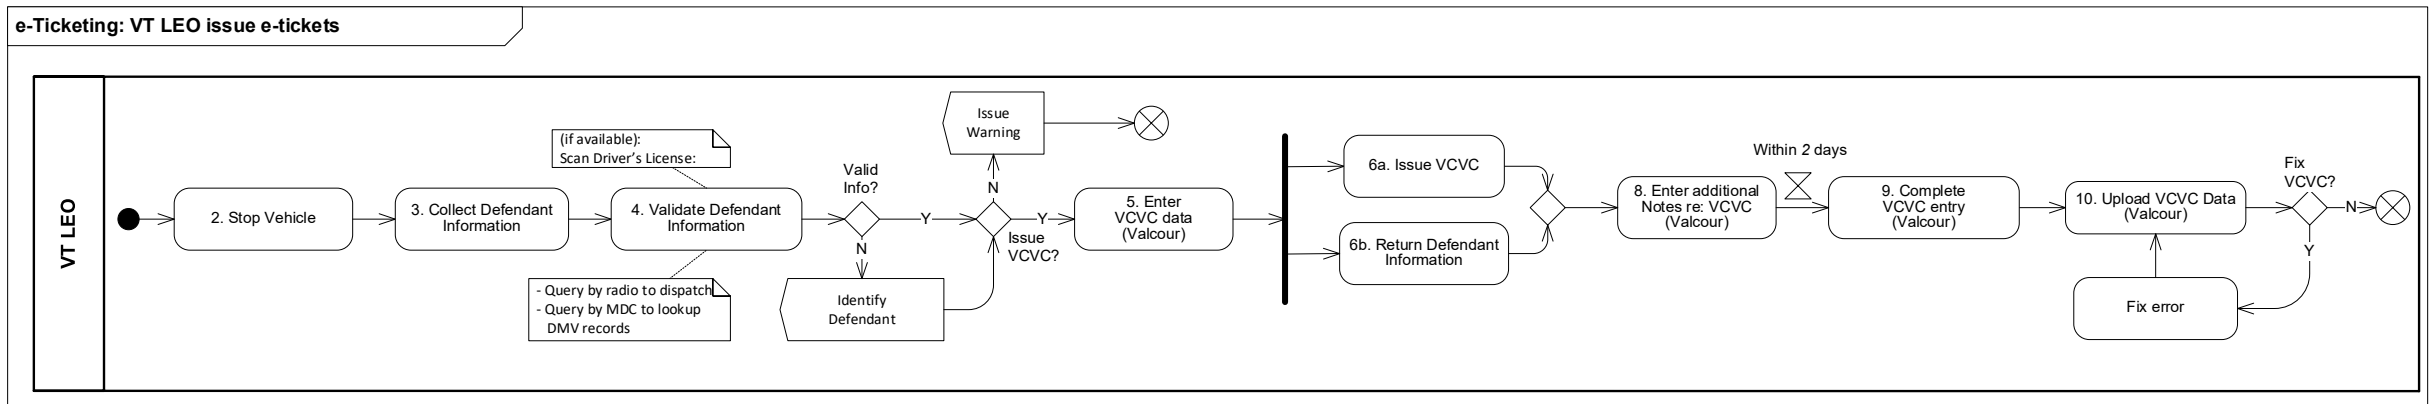 e-Ticketing: VT LEO issue e-tickets
VT LEO
2. Stop Vehicle
3. Collect Defendant
Information
(if available):
Scan Driver's License:
4. Validate Defendant
Information
- Query by radio to dispatch
- Query by MDC to lookup
DMV records
Valid
Info?
Y
N
Identify
Defendant
Issue
Warning
N
Y
Issue
VCVC?
5. Enter
VCVC data
(Valcour)
6a. Issue VCVC
6b. Return Defendant
Information
8. Enter additional
Notes re: VCVC
(Valcour)
Within 2 days
9. Complete
VCVC entry
(Valcour)
10. Upload VCVC Data
(Valcour)
Fix
VCVC?
N
Y
Fix error